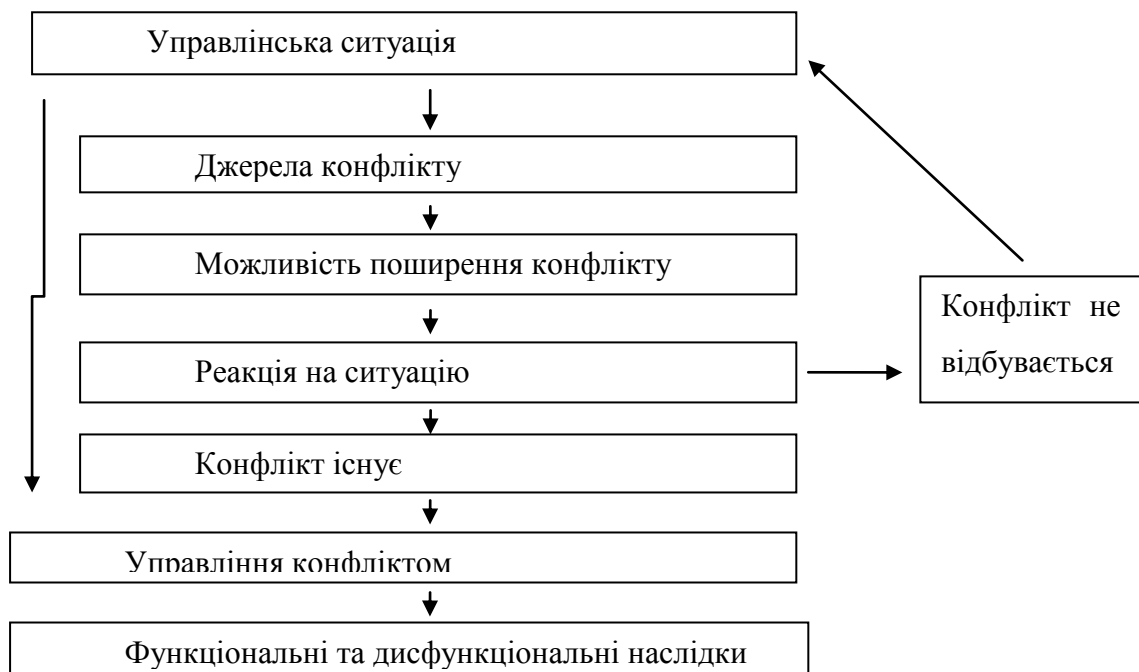 Управлінська ситуація
Джерела конфлікту
Можливість поширення конфлікту
Реакція на ситуацію
Конфлікт не
відбувається
Конфлікт існує
Управління конфліктом
Функціональні та дисфункціональні наслідки